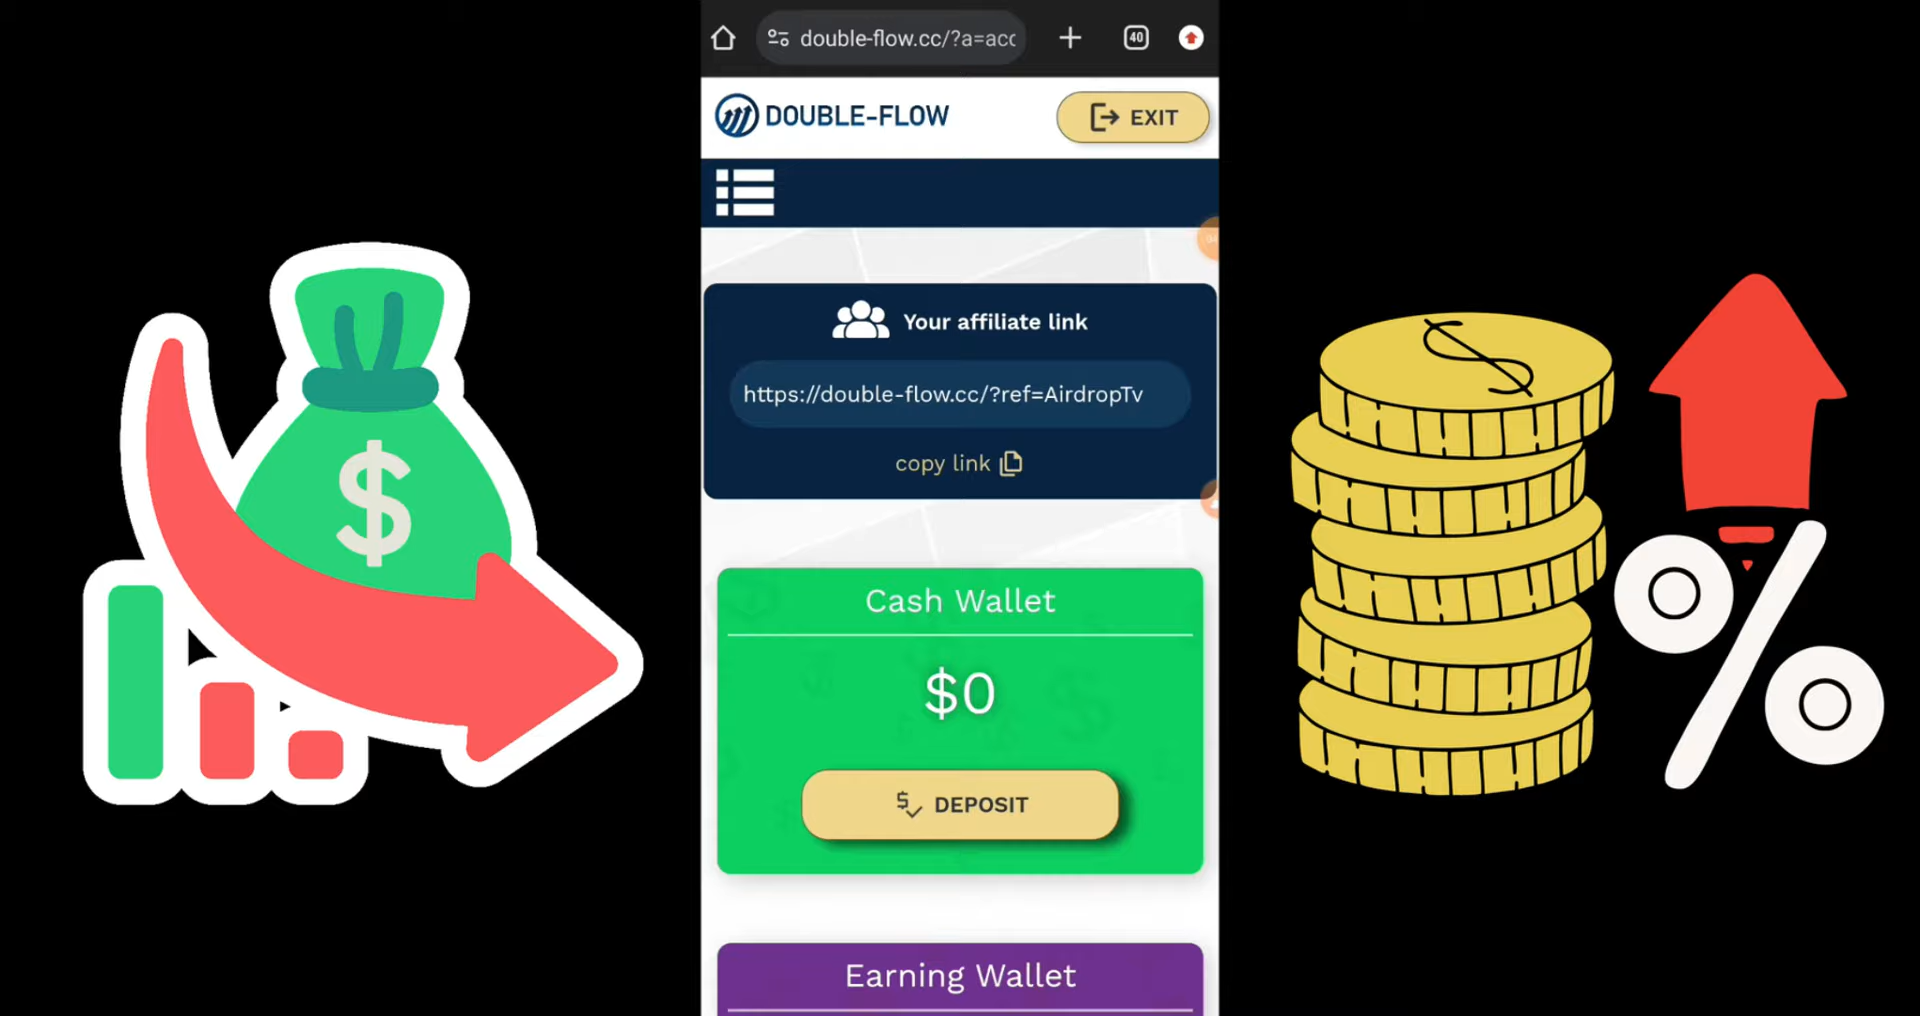 double-flow.cc/?a=acc
40
DOUBLE-FLOW
EXIT
Your affiliate link
https://double-flow.cc/?ref=AirdropTv
copy link
Cash Wallet
$0
$ DEPOSIT
Earning Wallet
$
$
%